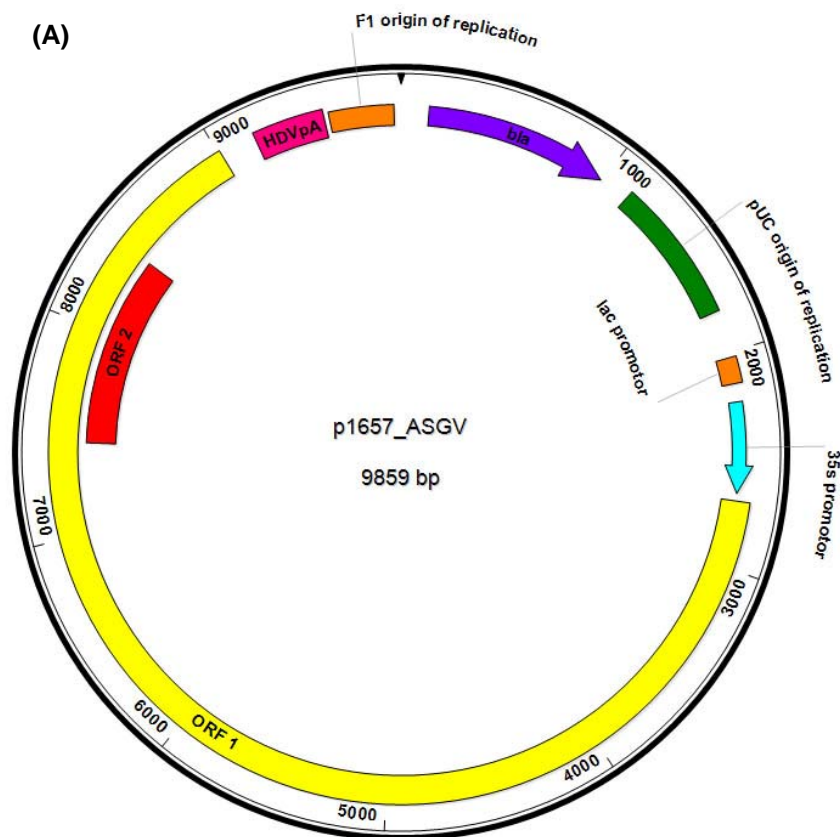 (A)
F1 origin of replication
9000
HDVpA
bla
1000
pUC origin of replication
8000
ORF 2
lac promotor
2000
p1657_ASGV
9859 bp
35s promotor
7000
3000
6000
ORF 1
4000
5000